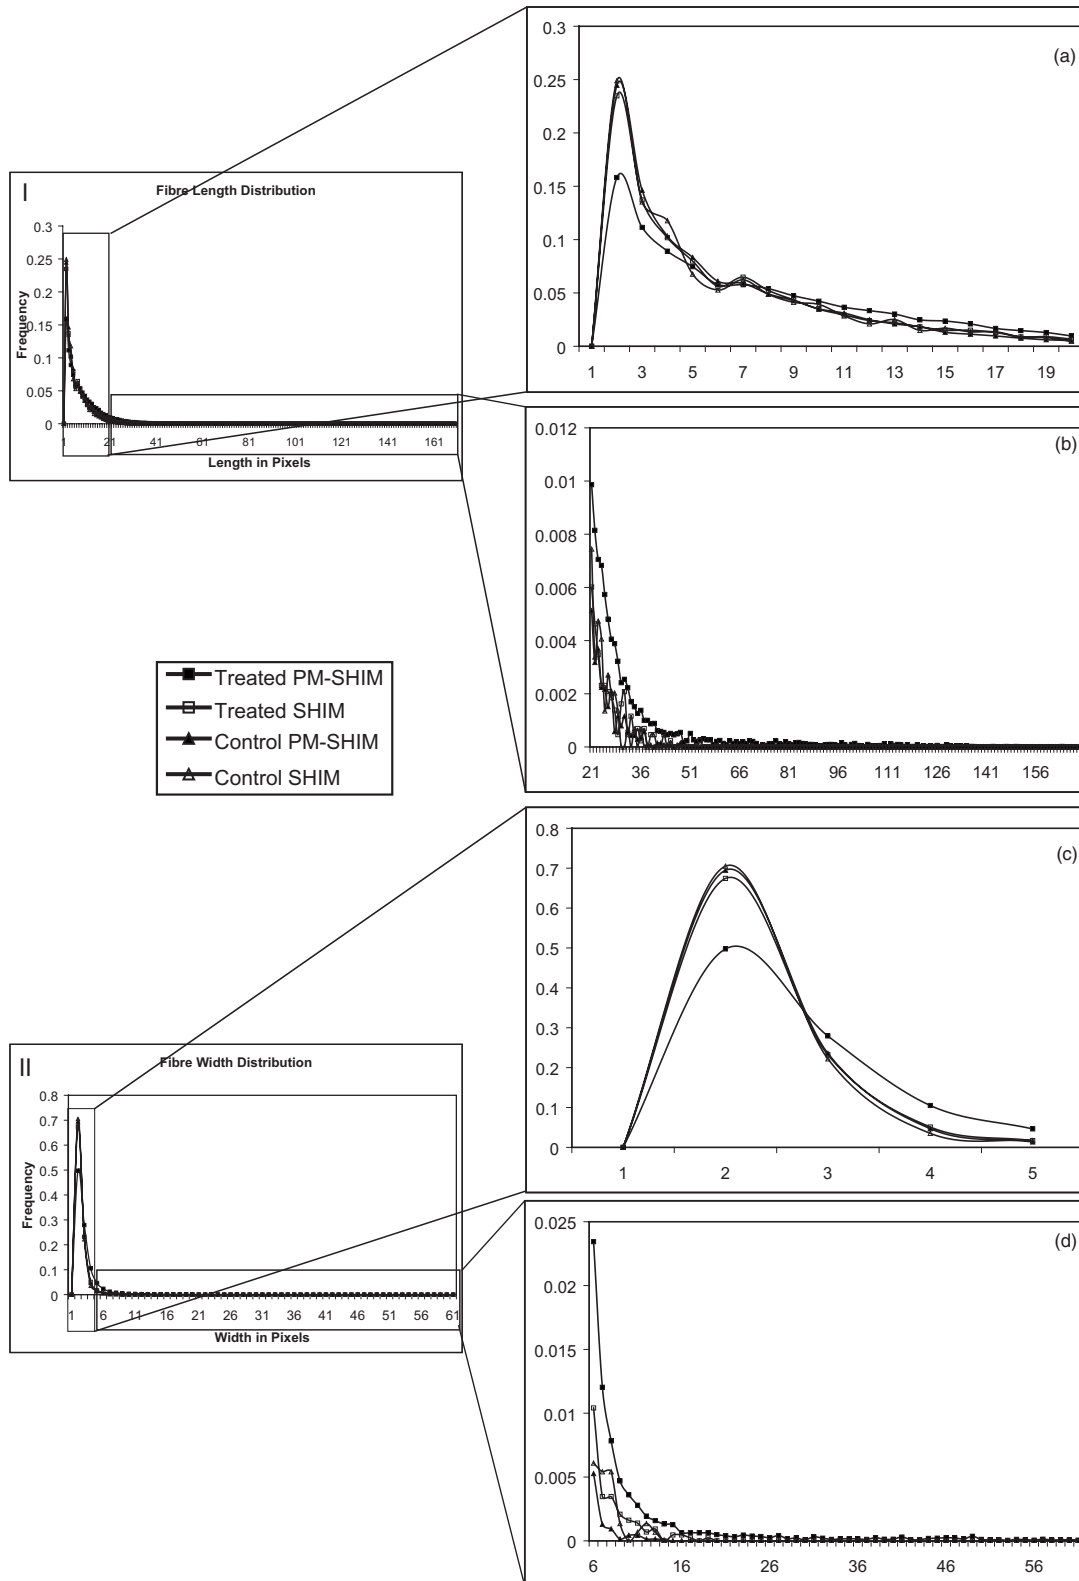 I
Fibre Length Distribution
Frequency
0.3
0.25
0.2
0.15
0.1
0.05
0
1 21 41 61 81 101 121 141 161
Length in Pixels
(a)
0.3
0.25
0.2
0.15
0.1
0.05
0
1 3 5 7 9 11 13 15 17 19
(b)
0.012
0.01
0.008
0.006
0.004
0.002
0
21 36 51 66 81 96 111 126 141 156
Treated PM-SHIM
Treated SHIM
Control PM-SHIM
Control SHIM
(c)
0.8
0.7
0.6
0.5
0.4
0.3
0.2
0.1
0
1 2 3 4 5
II
Fibre Width Distribution
Frequency
0.8
0.7
0.6
0.5
0.4
0.3
0.2
0.1
0
1 6 11 16 21 26 31 36 41 46 51 56 61
Width in Pixels
(d)
0.025
0.02
0.015
0.01
0.005
0
6 16 26 36 46 56